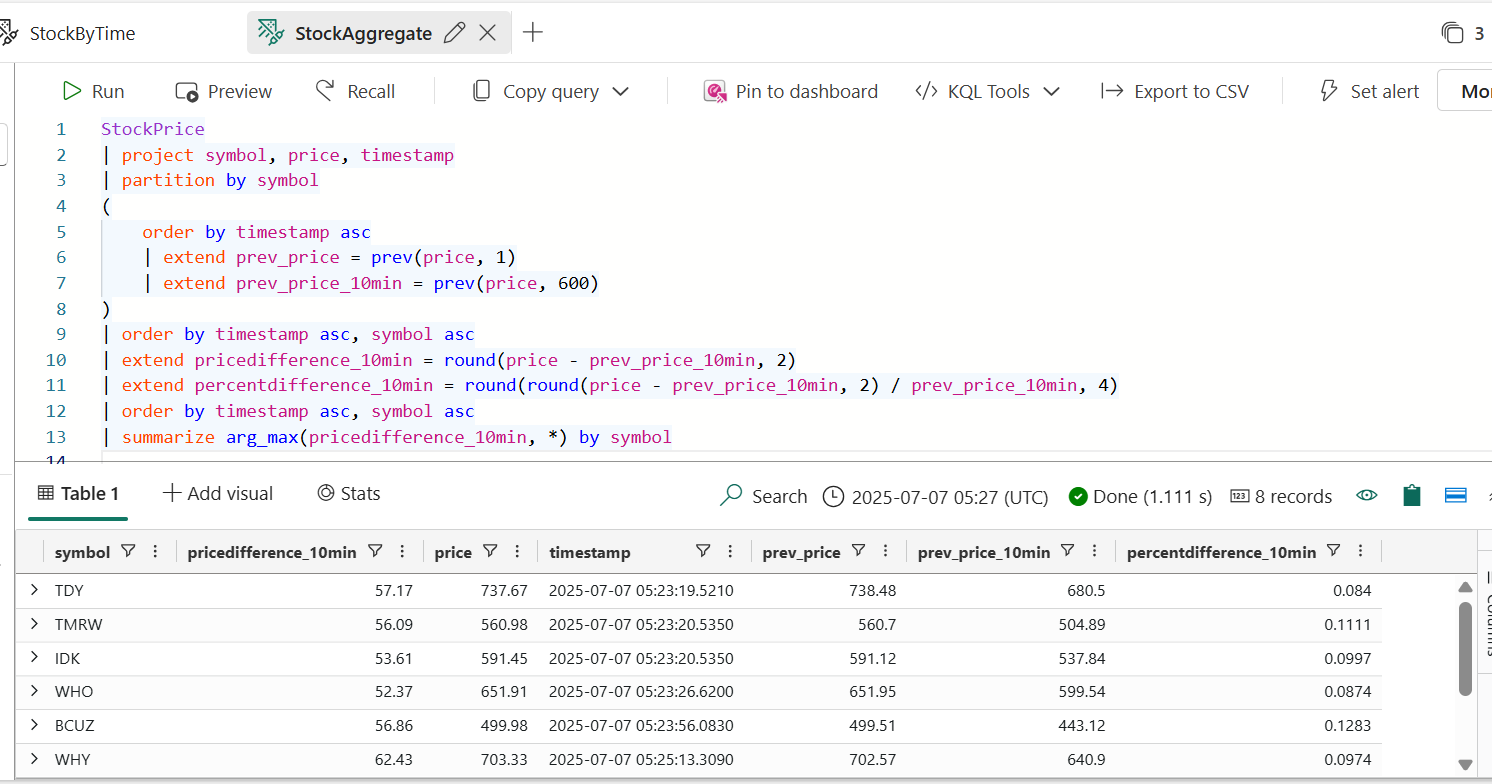 StockByTime StockAggregate 3
Run Preview Recall Copy query Pin to dashboard KQL Tools Export to CSV Set alert Mor
1 StockPrice
2 | project symbol, price, timestamp
3 | partition by symbol
4 (
5 order by timestamp asc
6 | extend prev_price = prev(price, 1)
7 | extend prev_price_10min = prev(price, 600)
8 )
9 | order by timestamp asc, symbol asc
10 | extend pricedifference_10min = round(price - prev_price_10min, 2)
11 | extend percentdifference_10min = round(round(price - prev_price_10min, 2) / prev_price_10min, 4)
12 | order by timestamp asc, symbol asc
13 | summarize arg_max(pricedifference_10min, *) by symbol
14
Table 1 Add visual Stats Search 2025-07-07 05:27 (UTC) Done (1.111 s) 123 8 records
symbol pricedifference_10min price timestamp prev_price prev_price_10min percentdifference_10min
TDY 57.17 737.67 2025-07-07 05:23:19.5210 738.48 680.5 0.084
TMRW 56.09 560.98 2025-07-07 05:23:20.5350 560.7 504.89 0.1111
IDK 53.61 591.45 2025-07-07 05:23:20.5350 591.12 537.84 0.0997
WHO 52.37 651.91 2025-07-07 05:23:26.6200 651.95 599.54 0.0874
BCUZ 56.86 499.98 2025-07-07 05:23:56.0830 499.51 443.12 0.1283
WHY 62.43 703.33 2025-07-07 05:25:13.3090 702.57 640.9 0.0974
Columns